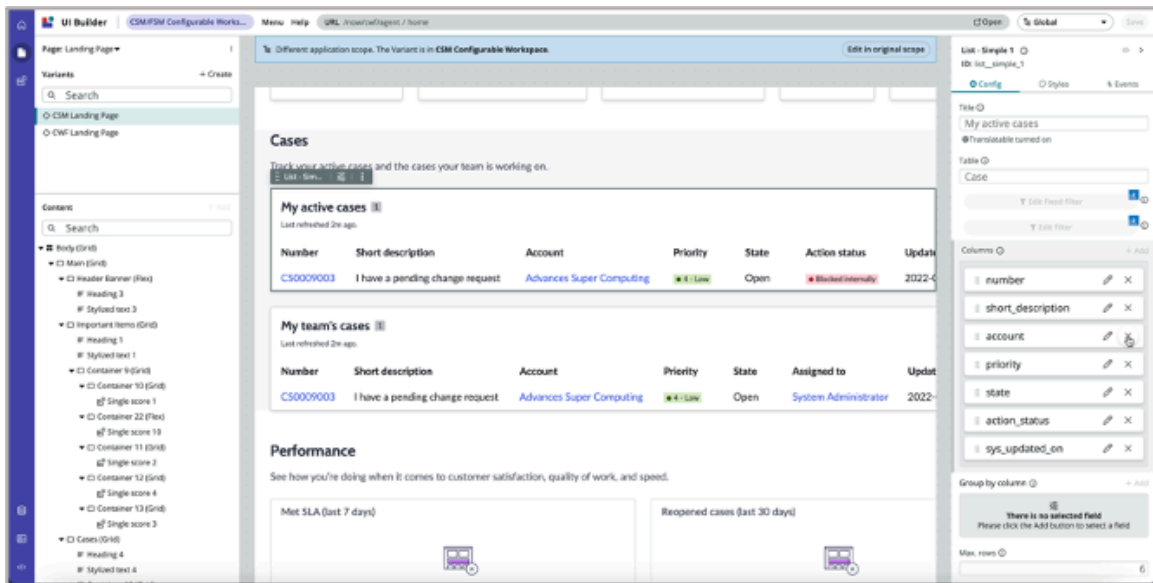 UI Builder
CSM/FSM Configurable Works...
Menu Help
URL /now/cwf/agent / home
Open
Global
Save
Page: Landing Page
Variants
+ Create
Search
CSM Landing Page
CWF Landing Page
Content
+ Add
Search
Body (Grid)
Main (Grid)
Header Banner (Flex)
Heading 3
Stylized text 3
Important Items (Grid)
Heading 1
Stylized text 1
Container 9 (Grid)
Container 10 (Grid)
Single score 1
Container 22 (Flex)
Single score 10
Container 11 (Grid)
Single score 2
Container 12 (Grid)
Single score 4
Container 13 (Grid)
Single score 3
Cases (Grid)
Heading 4
Stylized text 4
Different application scope. The Variant is in CSM Configurable Workspace.
Edit in original scope
Cases
Track your active cases and the cases your team is working on.
List - Sim...
My active cases 1
Last refreshed 2m ago.
Number Short description Account Priority State Action status Update
CS0009003 I have a pending change request Advances Super Computing 4 - Low Open Blocked Internally 2022-0
My team's cases 1
Last refreshed 2m ago.
Number Short description Account Priority State Assigned to Updat
CS0009003 I have a pending change request Advances Super Computing 4 - Low Open System Administrator 2022-
Performance
See how you're doing when it comes to customer satisfaction, quality of work, and speed.
Met SLA (last 7 days)
Reopened cases (last 30 days)
List - Simple 1
ID: list_simple_1
Config
Styles
Events
Title
My active cases
Translatable turned on
Table
Case
Edit fixed filter
Edit filter
Columns
+ Add
number
short_description
account
priority
state
action_status
sys_updated_on
Group by column
+ Add
There is no selected field
Please click the Add button to select a field
Max. rows
6